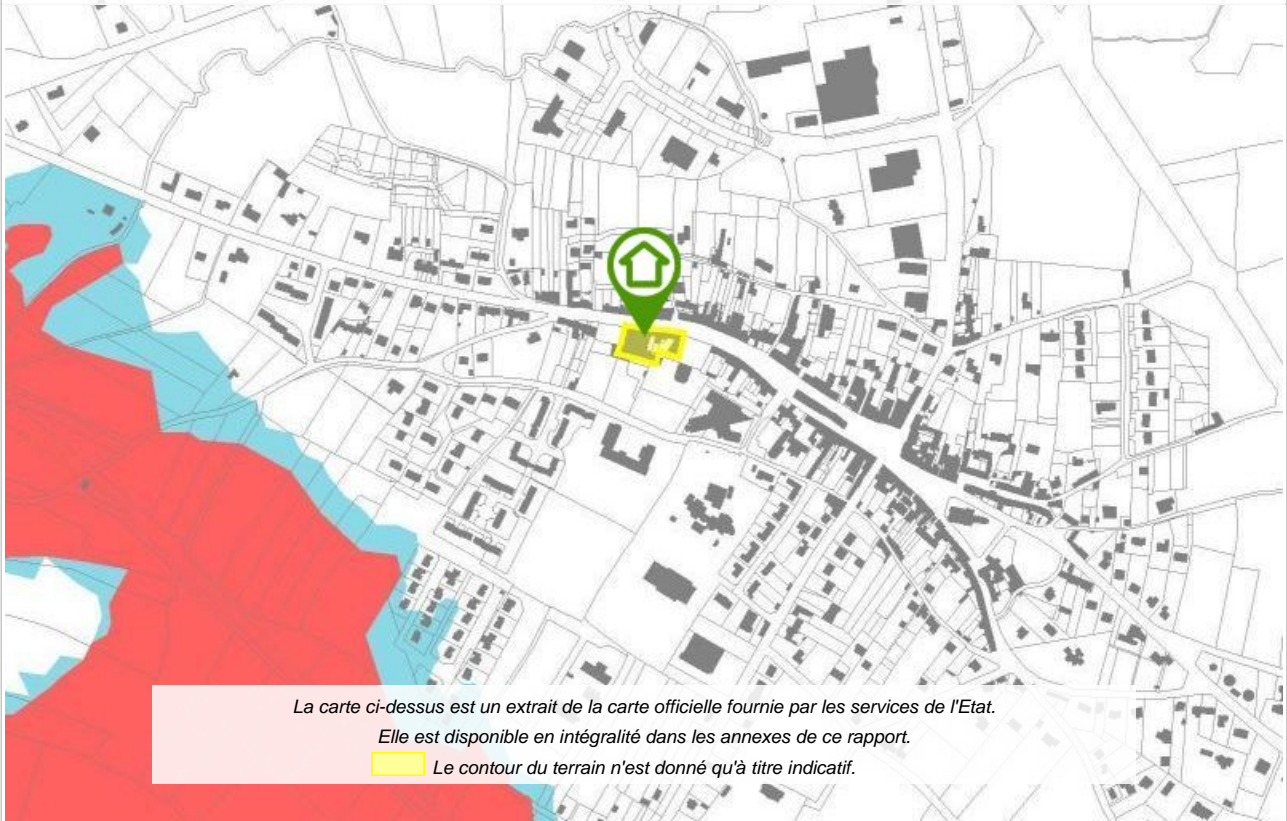 La carte ci-dessus est un extrait de la carte officielle fournie par les services de l'Etat.
Elle est disponible en intégralité dans les annexes de ce rapport.
Le contour du terrain n'est donné qu'à titre indicatif.